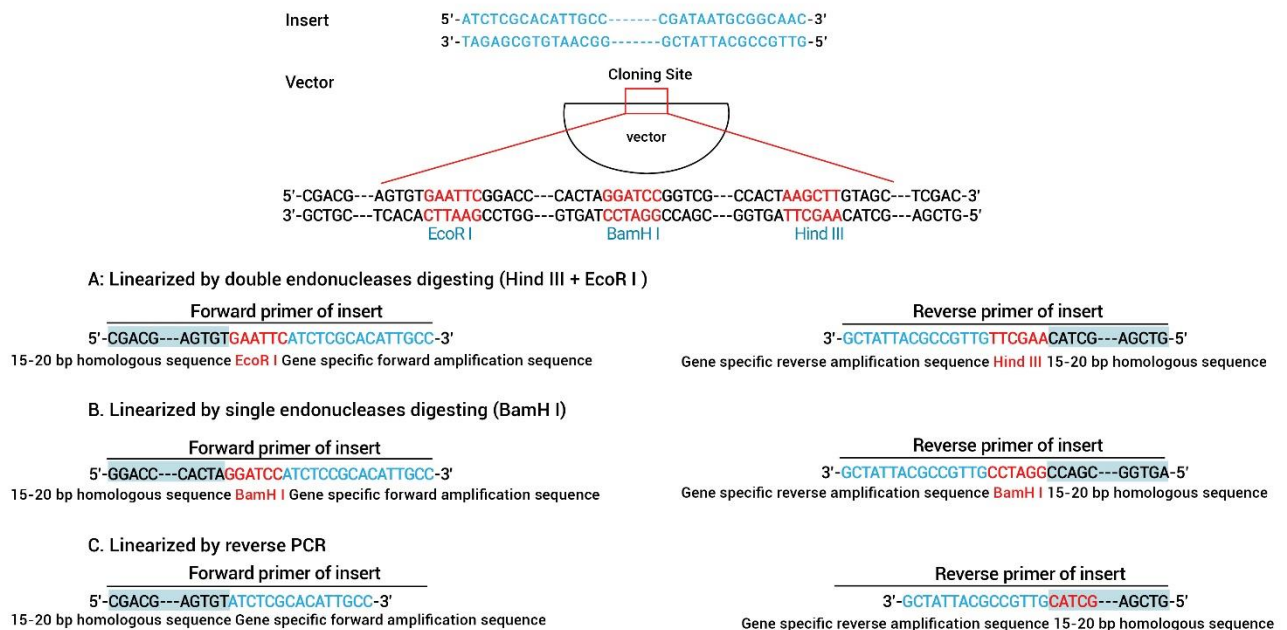 Insert
5'-ATCTCGCACATTGCC-------CGATAATGCGGCAAC-3'
3'-TAGAGCGTGTAACGG-------GCTATTACGCCGTTG-5'
Vector
Cloning Site
vector
5'-CGACG---AGTGTGAATTCGGACC---CACTAGGATCCGGTCG---CCACTAAGCTTGTAGC---TCGAC-3'
3'-GCTGC---TCACACTTAAGCCTGG---GTGATCCTAGGCCAGC---GGTGATTCGAACATCG---AGCTG-5'
EcoR I BamH I Hind III
A: Linearized by double endonucleases digesting (Hind III + EcoR I )
Forward primer of insert
5'-CGACG---AGTGTGAATTCATCTCGCACATTGCC-3'
15-20 bp homologous sequence EcoR I Gene specific forward amplification sequence
Reverse primer of insert
3'-GCTATTACGCCGTTGTTCGAACATCG---AGCTG-5'
Gene specific reverse amplification sequence Hind III 15-20 bp homologous sequence
B. Linearized by single endonucleases digesting (BamH I)
Forward primer of insert
5'-GGACC---CACTAGGATCCATCTCCGCACATTGCC-3'
15-20 bp homologous sequence BamH I Gene specific forward amplification sequence
Reverse primer of insert
3'-GCTATTACGCCGTTGCCTAGGCCAGC---GGTGA-5'
Gene specific reverse amplification sequence BamH I 15-20 bp homologous sequence
C. Linearized by reverse PCR
Forward primer of insert
5'-CGACG---AGTGTATCTCGCACATTGCC-3'
15-20 bp homologous sequence Gene specific forward amplification sequence
Reverse primer of insert
3'-GCTATTACGCCGTTGCATCG---AGCTG-5'
Gene specific reverse amplification sequence 15-20 bp homologous sequence